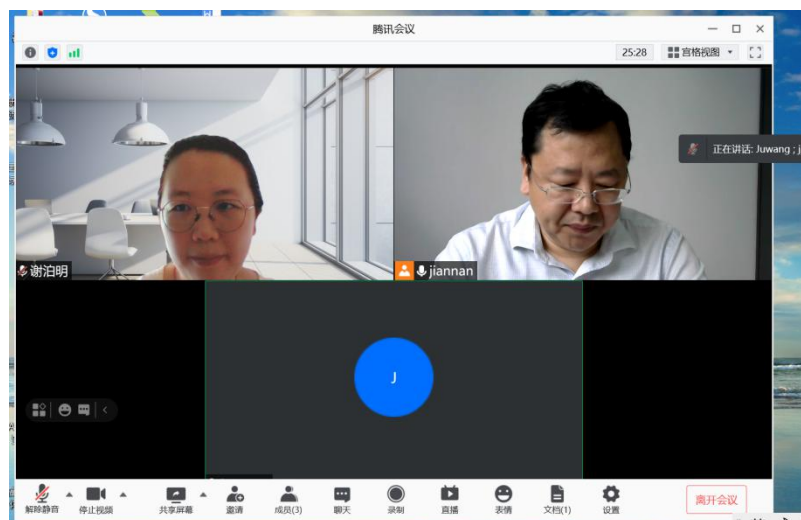 腾讯会议
25:28
宫格视图
正在讲话: Juwang ; j
谢泊明
jiannan
J
解除静音
停止视频
共享屏幕
邀请
成员(3)
聊天
录制
直播
表情
文档(1)
设置
离开会议